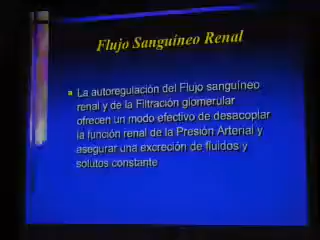 Flujo Sanguíneo Renal
La autoregulación del Flujo sanguíneo
renal y de la Filtración glomerular
ofrecen un modo efectivo de desacoplar
la función renal de la Presión Arterial y
asegurar una excreción de fluidos y
solutos constante